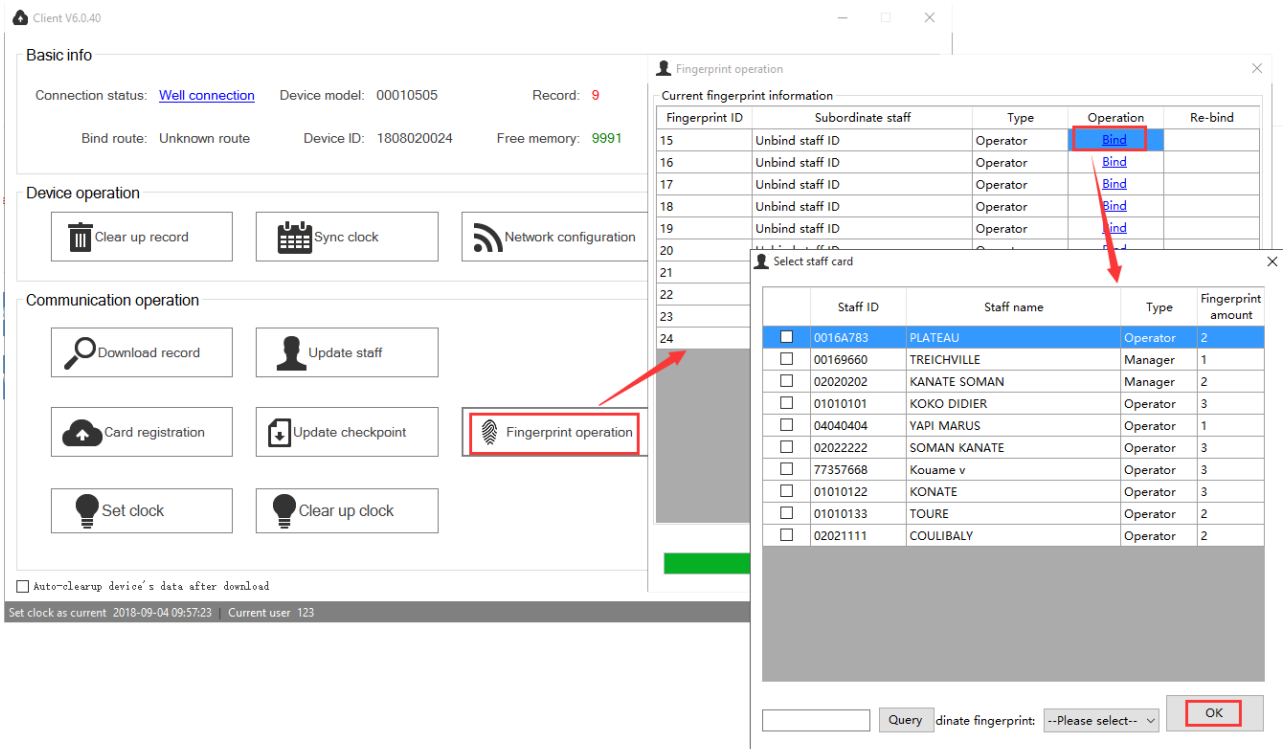 Client V6.0.40
Basic info
Connection status: Well connection Device model: 00010505 Record: 9
Bind route: Unknown route Device ID: 1808020024 Free memory: 9991
Device operation
Clear up record Sync clock Network configuration
Communication operation
Download record Update staff
Card registration Update checkpoint Fingerprint operation
Set clock Clear up clock
Auto-clearup device's data after download
Set clock as current 2018-09-04 09:57:23 | Current user 123
Fingerprint operation
Current fingerprint information
Fingerprint ID Subordinate staff Type Operation Re-bind
15 Unbind staff ID Operator Bind
16 Unbind staff ID Operator Bind
17 Unbind staff ID Operator Bind
18 Unbind staff ID Operator Bind
19 Unbind staff ID Operator Bind
20
21
22
23
24
Select staff card
Staff ID Staff name Type Fingerprint
amount
0016A783 PLATEAU Operator 2
00169660 TREICHVILLE Manager 1
02020202 KANATE SOMAN Manager 2
01010101 KOKO DIDIER Operator 3
04040404 YAPI MARUS Operator 1
02022222 SOMAN KANATE Operator 3
77357668 Kouame v Operator 3
01010122 KONATE Operator 3
01010133 TOURE Operator 2
02021111 COULIBALY Operator 2
Query dinate fingerprint: --Please select-- OK